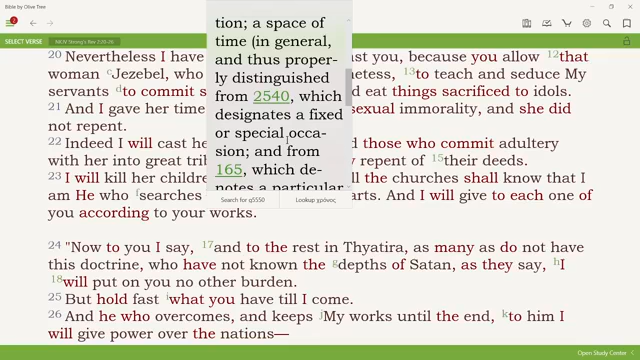 Bible by Olive Tree
SELECT VERSE
NKJV Strong's Rev 2:20-26
tion; a space of
time (in general,
and thus proper-
ly distinguished
from 2540, which
designates a fixed
or special occa-
sion; and from
165, which de-
notes a particular
Search for g5550
Lookup χρόνος
20 Nevertheless I have
ust you, because you allow 12that
woman cJezebel, who
hetess, 13to teach and seduce My
servants dto commit s
d eat things sacrificed to idols.
21 And I gave her time
sexual immorality, and she did
not repent.
22 Indeed I will cast he
d those who commit adultery
with her into great trib
y repent of 15their deeds.
23 I will kill her childre
ll the churches shall know that I
am He who fsearches
arts. And I will give to each one of
you according to your works.
24 "Now to you I say, 17and to the rest in Thyatira, as many as do not have
this doctrine, who have not known the gdepths of Satan, as they say, hI
18will put on you no other burden.
25 But hold fast iwhat you have till I come.
26 And he who overcomes, and keeps jMy works until the end, kto him I
will give power over the nations—
Open Study Center